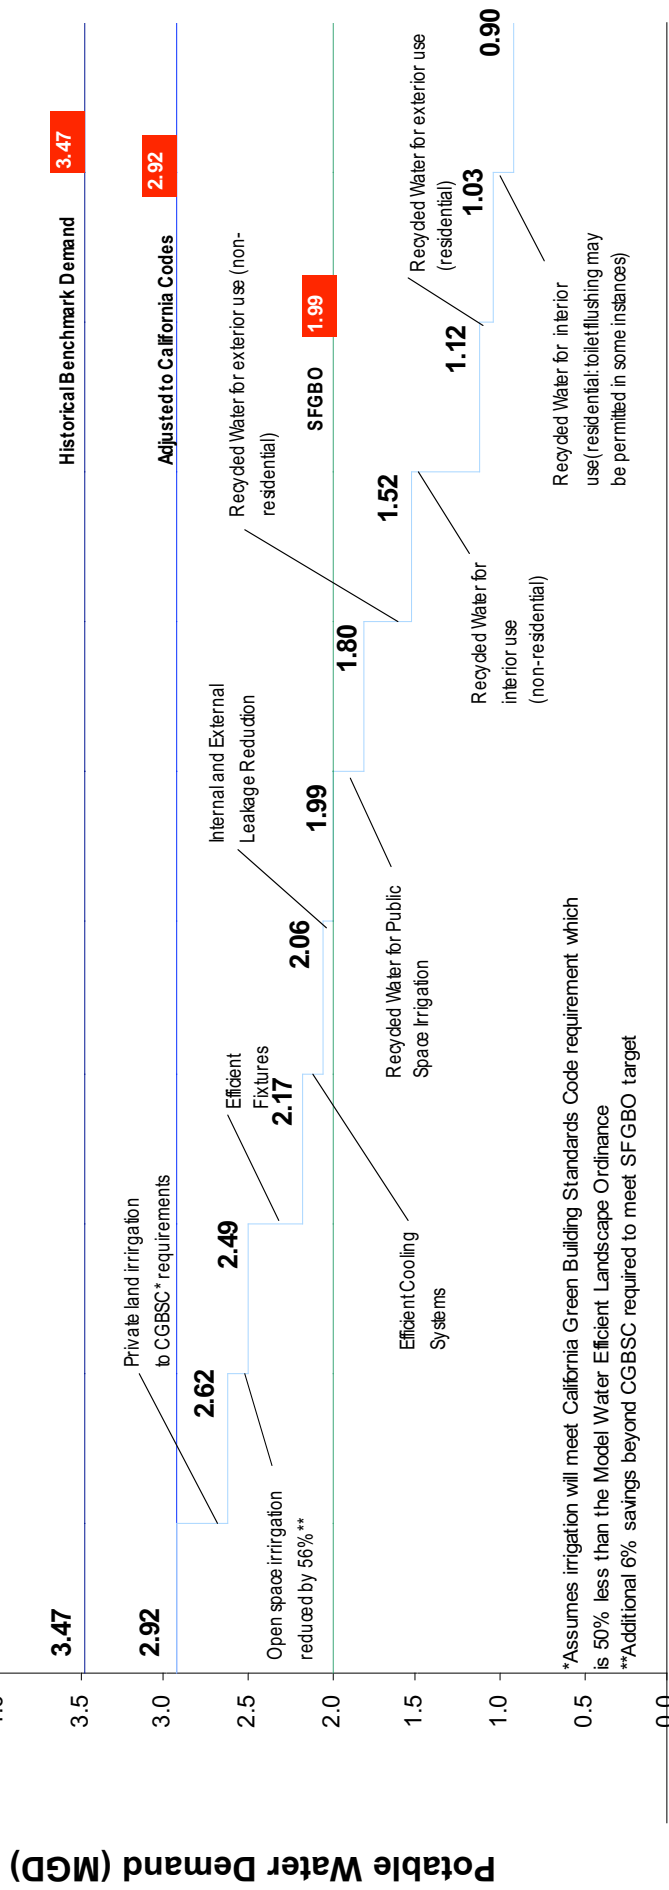 Potable Water Demand (MGD)
3.5
3.0
2.5
2.0
1.5
1.0
0.5
0.0
3.47
Historical Benchmark Demand
3.47
2.92
Adjusted to California Codes
2.92
Private land irrigation
to CGBSC* requirements
2.62
Open space irrirgation
reduced by 56%**
2.49
Efficient
Fixtures
2.17
Efficient Cooling
Systems
2.06
Internal and External
Leakage Reduction
1.99
SFGBO
1.99
Recycled Water for Public
Space Irrigation
1.80
Recycled Water for exterior use (non-
residential)
1.52
Recycled Water for
interior use
(non-residential)
1.12
Recycled Water for exterior use
(residential)
1.03
Recycled Water for interior
use(residential: toilet flushing may
be permitted in some instances)
0.90
*Assumes irrigation will meet California Green Building Standards Code requirement which
is 50% less than the Model Water Efficient Landscape Ordinance
**Additional 6% savings beyond CGBSC required to meet SFGBO target